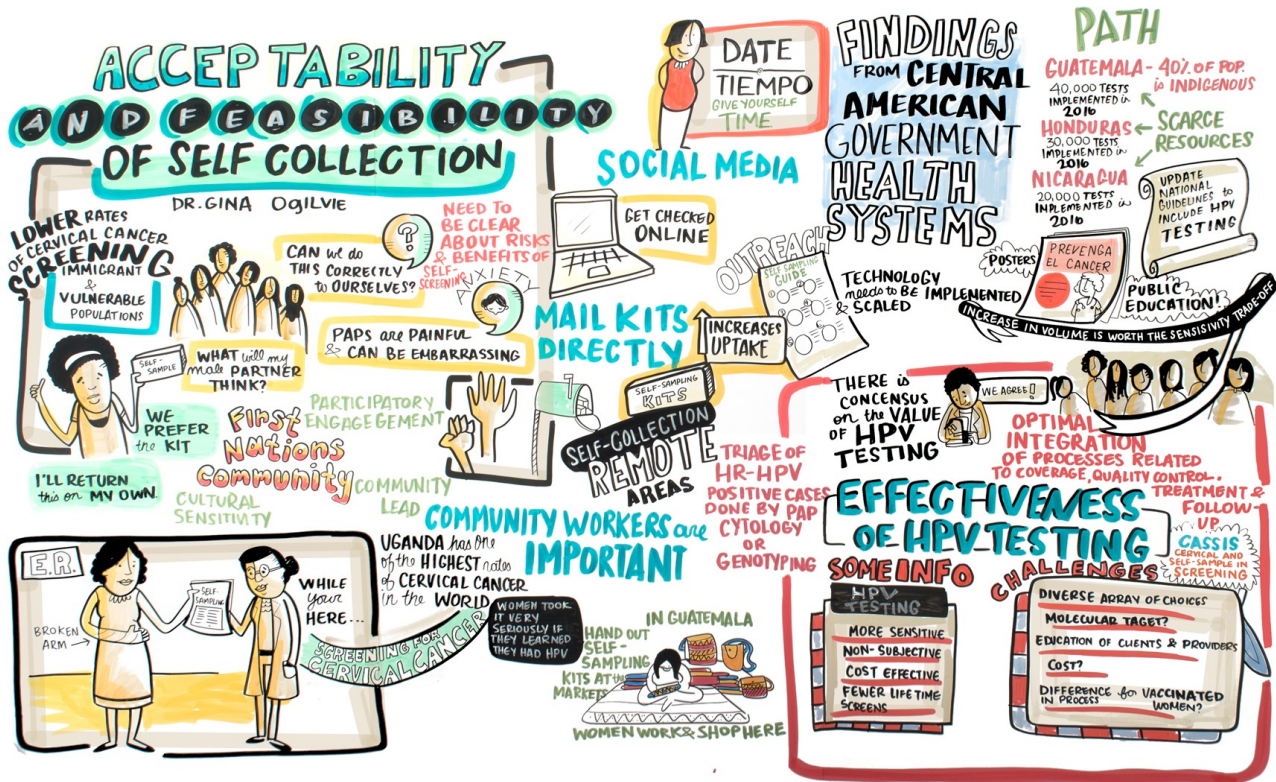 ACCEPTABILITY
AND FEASIBILITY
OF SELF COLLECTION
DR. GINA OGILVIE
LOWER RATES
OF CERVICAL CANCER
SCREENING
IMMIGRANT
&
VULNERABLE
POPULATIONS
CAN WE do
THIS CORRECTLY
to OURSELVES?
?
NEED TO
BE CLEAR
ABOUT RISKS
& BENEFITS OF
SELF-
SCREENING
ANXIETY
PAPS are PAINFUL
& CAN BE EMBARRASSING
SELF-
SAMPLE
WHAT will my
male PARTNER
THINK?
WE
PREFER
the KIT
I'LL RETURN
this on MY OWN.
First
Nations
Community
PARTICIPATORY
ENGAGEMENT
CULTURAL
SENSITIVITY
COMMUNITY
LEAD
E.R.
BROKEN
ARM →
SELF-
SAMPLING
WHILE
your
HERE...
SCREENING FOR
CERVICAL CANCER
UGANDA has one
of the HIGHEST rates
of CERVICAL CANCER
in the WORLD
WOMEN TOOK
IT VERY
SERIOUSLY IF
THEY LEARNED
THEY HAD HPV
DATE
TIEMPO
GIVE YOURSELF
TIME
SOCIAL MEDIA
GET CHECKED
ONLINE
MAIL KITS
DIRECTLY
INCREASES
UPTAKE
OUTREACH
SELF SAMPLING
GUIDE
SELF-SAMPLING
KITS
SELF-COLLECTION
REMOTE
AREAS
COMMUNITY WORKERS are
IMPORTANT
HAND OUT
SELF-
SAMPLING
KITS AT the
MARKETS
IN GUATEMALA
WOMEN WORK & SHOP HERE
FINDINGS
FROM CENTRAL
AMERICAN
GOVERNMENT
HEALTH
SYSTEMS
PATH
GUATEMALA - 40% OF POP.
is INDIGENOUS
40,000 TESTS
IMPLEMENTED in
2016
HONDURAS
30,000 TESTS
IMPLEMENTED in
2016
NICARAGUA
20,000 TESTS
IMPLEMENTED in
2016
SCARCE
RESOURCES
UPDATE
NATIONAL
GUIDELINES to
INCLUDE HPV
TESTING
POSTERS
PREVENGA
EL CANCER
PUBLIC
EDUCATION!
TECHNOLOGY
needs to BE IMPLEMENTED
& SCALED
INCREASE IN VOLUME IS WORTH THE SENSISIVITY TRADE-OFF
THERE is
CONSENSUS
on the VALUE
OF HPV
TESTING
WE AGREE!
OPTIMAL
INTEGRATION
OF PROCESSES RELATED
TO COVERAGE, QUALITY CONTROL.
TREATMENT &
FOLLOW-
UP
TRIAGE OF
HR-HPV
POSITIVE CASES
DONE BY PAP
CYTOLOGY
OR
GENOTYPING
EFFECTIVENESS
OF HPV TESTING
CASSIS
CERVICAL AND
SELF-SAMPLE IN
SCREENING
SOME INFO
HPV
TESTING
MORE SENSITIVE
NON-SUBJECTIVE
COST EFFECTIVE
FEWER LIFETIME
SCREENS
CHALLENGES
DIVERSE ARRAY OF CHOICES
MOLECULAR TAGET?
EDUCATION OF CLIENTS & PROVIDERS
COST?
DIFFERENCE for VACCINATED
IN PROCESS WOMEN?